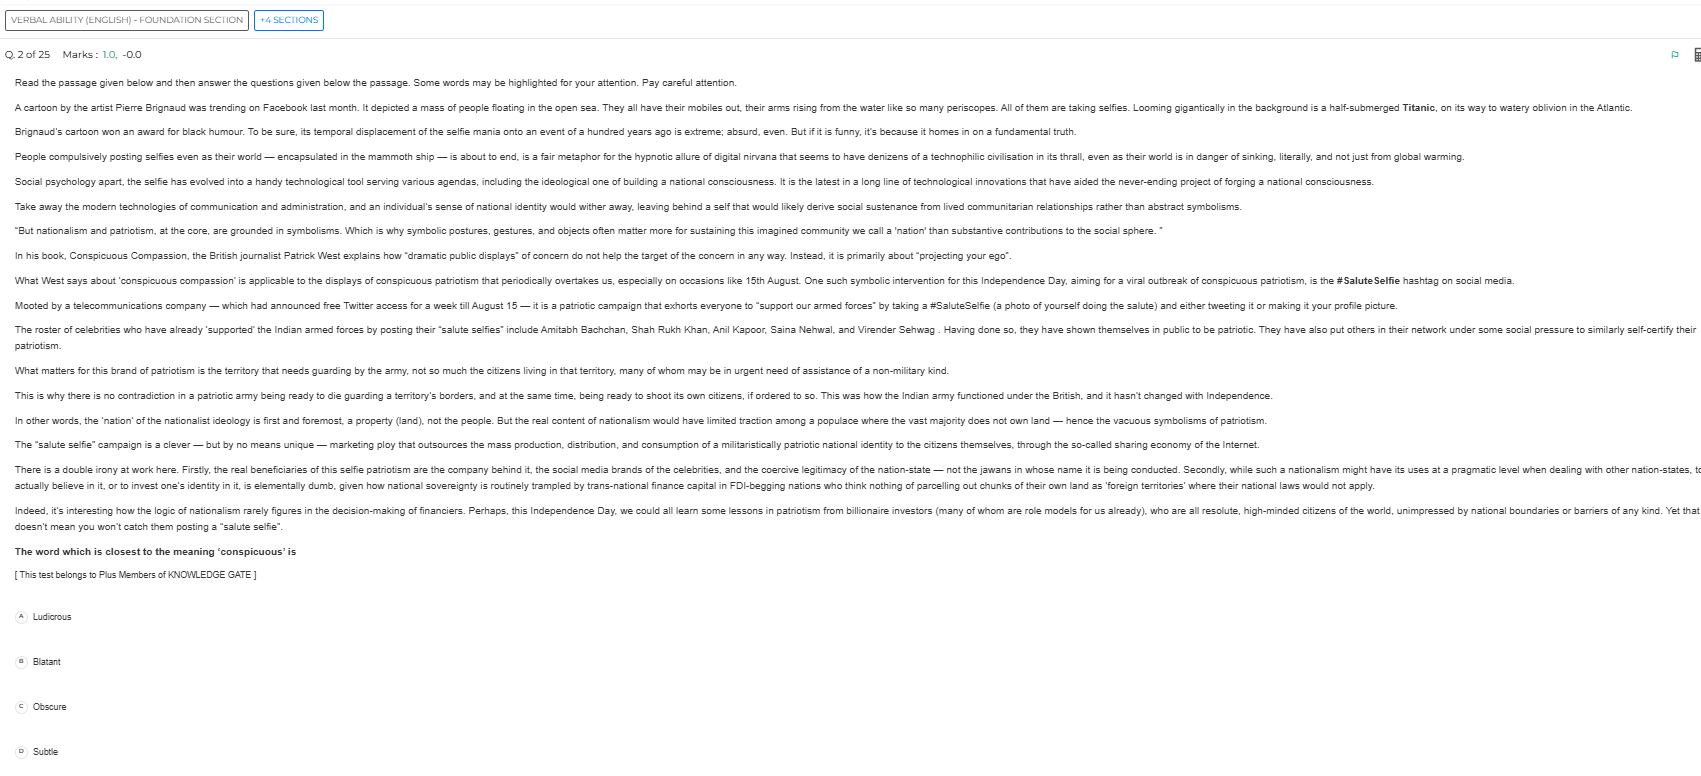 VERBAL ABILITY (ENGLISH) - FOUNDATION SECTION +4 SECTIONS
Q. 2 of 25 Marks : 1.0, -0.0
Read the passage given below and then answer the questions given below the passage. Some words may be highlighted for your attention. Pay careful attention.
A cartoon by the artist Pierre Brignaud was trending on Facebook last month. It depicted a mass of people floating in the open sea. They all have their mobiles out, their arms rising from the water like so many periscopes. All of them are taking selfies. Looming gigantically in the background is a half-submerged Titanic, on its way to watery oblivion in the Atlantic.
Brignaud's cartoon won an award for black humour. To be sure, its temporal displacement of the selfie mania onto an event of a hundred years ago is extreme; absurd, even. But if it is funny, it's because it homes in on a fundamental truth.
People compulsively posting selfies even as their world — encapsulated in the mammoth ship — is about to end, is a fair metaphor for the hypnotic allure of digital nirvana that seems to have denizens of a technophilic civilisation in its thrall, even as their world is in danger of sinking, literally, and not just from global warming.
Social psychology apart, the selfie has evolved into a handy technological tool serving various agendas, including the ideological one of building a national consciousness. It is the latest in a long line of technological innovations that have aided the never-ending project of forging a national consciousness.
Take away the modern technologies of communication and administration, and an individual's sense of national identity would wither away, leaving behind a self that would likely derive social sustenance from lived communitarian relationships rather than abstract symbolisms.
"But nationalism and patriotism, at the core, are grounded in symbolisms. Which is why symbolic postures, gestures, and objects often matter more for sustaining this imagined community we call a 'nation' than substantive contributions to the social sphere. "
In his book, Conspicuous Compassion, the British journalist Patrick West explains how "dramatic public displays" of concern do not help the target of the concern in any way. Instead, it is primarily about "projecting your ego".
What West says about 'conspicuous compassion' is applicable to the displays of conspicuous patriotism that periodically overtakes us, especially on occasions like 15th August. One such symbolic intervention for this Independence Day, aiming for a viral outbreak of conspicuous patriotism, is the #SaluteSelfie hashtag on social media.
Mooted by a telecommunications company — which had announced free Twitter access for a week till August 15 — it is a patriotic campaign that exhorts everyone to "support our armed forces" by taking a #SaluteSelfie (a photo of yourself doing the salute) and either tweeting it or making it your profile picture.
The roster of celebrities who have already 'supported' the Indian armed forces by posting their "salute selfies" include Amitabh Bachchan, Shah Rukh Khan, Anil Kapoor, Saina Nehwal, and Virender Sehwag . Having done so, they have shown themselves in public to be patriotic. They have also put others in their network under some social pressure to similarly self-certify their
patriotism.
What matters for this brand of patriotism is the territory that needs guarding by the army, not so much the citizens living in that territory, many of whom may be in urgent need of assistance of a non-military kind.
This is why there is no contradiction in a patriotic army being ready to die guarding a territory's borders, and at the same time, being ready to shoot its own citizens, if ordered to so. This was how the Indian army functioned under the British, and it hasn't changed with Independence.
In other words, the 'nation' of the nationalist ideology is first and foremost, a property (land), not the people. But the real content of nationalism would have limited traction among a populace where the vast majority does not own land — hence the vacuous symbolisms of patriotism.
The "salute selfie" campaign is a clever — but by no means unique — marketing ploy that outsources the mass production, distribution, and consumption of a militaristically patriotic national identity to the citizens themselves, through the so-called sharing economy of the Internet.
There is a double irony at work here. Firstly, the real beneficiaries of this selfie patriotism are the company behind it, the social media brands of the celebrities, and the coercive legitimacy of the nation-state — not the jawans in whose name it is being conducted. Secondly, while such a nationalism might have its uses at a pragmatic level when dealing with other nation-states, to
actually believe in it, or to invest one's identity in it, is elementally dumb, given how national sovereignty is routinely trampled by trans-national finance capital in FDI-begging nations who think nothing of parcelling out chunks of their own land as 'foreign territories' where their national laws would not apply.
Indeed, it's interesting how the logic of nationalism rarely figures in the decision-making of financiers. Perhaps, this Independence Day, we could all learn some lessons in patriotism from billionaire investors (many of whom are role models for us already), who are all resolute, high-minded citizens of the world, unimpressed by national boundaries or barriers of any kind. Yet that
doesn't mean you won't catch them posting a "salute selfie".
The word which is closest to the meaning 'conspicuous' is
[ This test belongs to Plus Members of KNOWLEDGE GATE ]
A Ludicrous
B Blatant
C Obscure
D Subtle